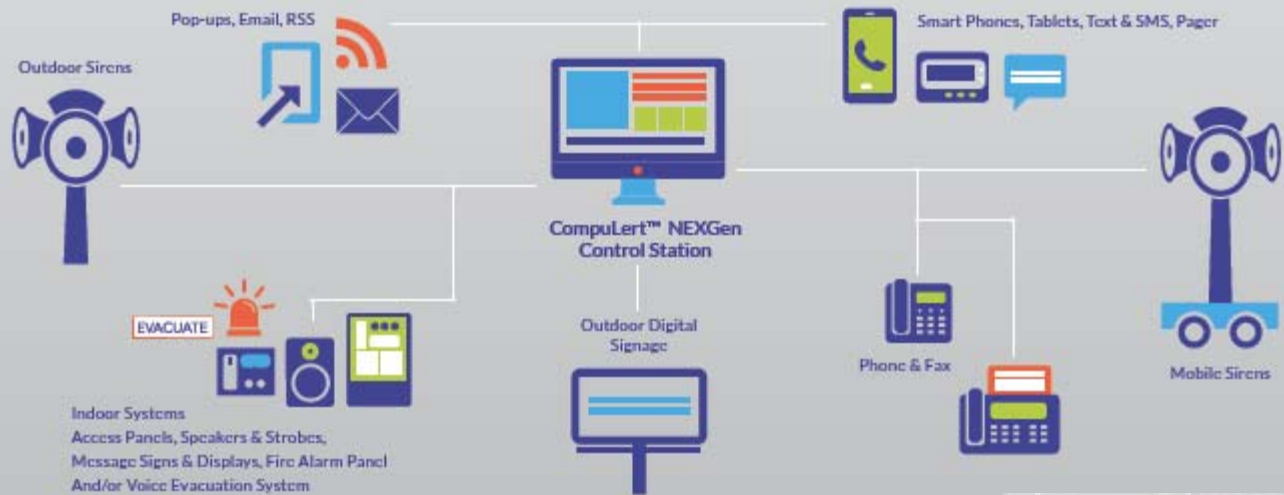 Pop-ups, Email, RSS
Smart Phones, Tablets, Text & SMS, Pager
Outdoor Sirens
CompuLert™ NEXGen
Control Station
EVACUATE
Outdoor Digital
Signage
Phone & Fax
Mobile Sirens
Indoor Systems
Access Panels, Speakers & Strobes,
Message Signs & Displays, Fire Alarm Panel
And/or Voice Evacuation System